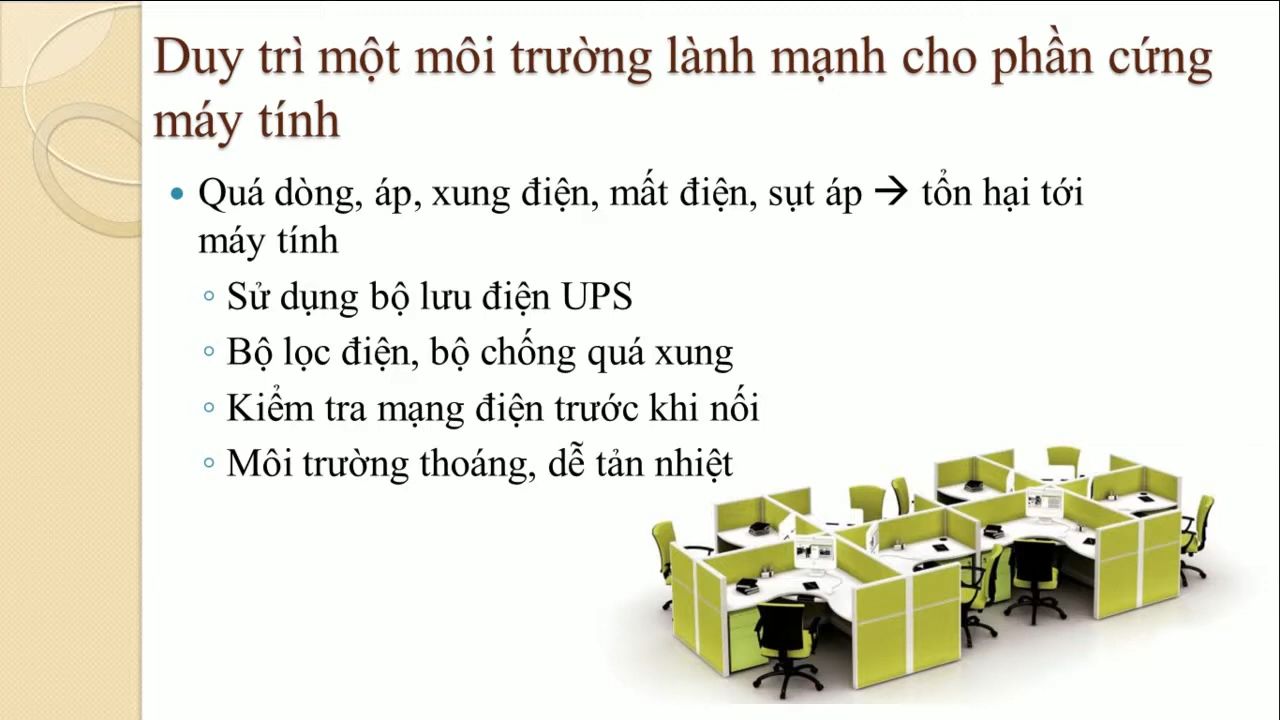 Duy trì một môi trường lành mạnh cho phần cứng
máy tính
• Quá dòng, áp, xung điện, mất điện, sụt áp → tổn hại tới
máy tính
◦ Sử dụng bộ lưu điện UPS
◦ Bộ lọc điện, bộ chống quá xung
◦ Kiểm tra mạng điện trước khi nối
◦ Môi trường thoáng, dễ tản nhiệt